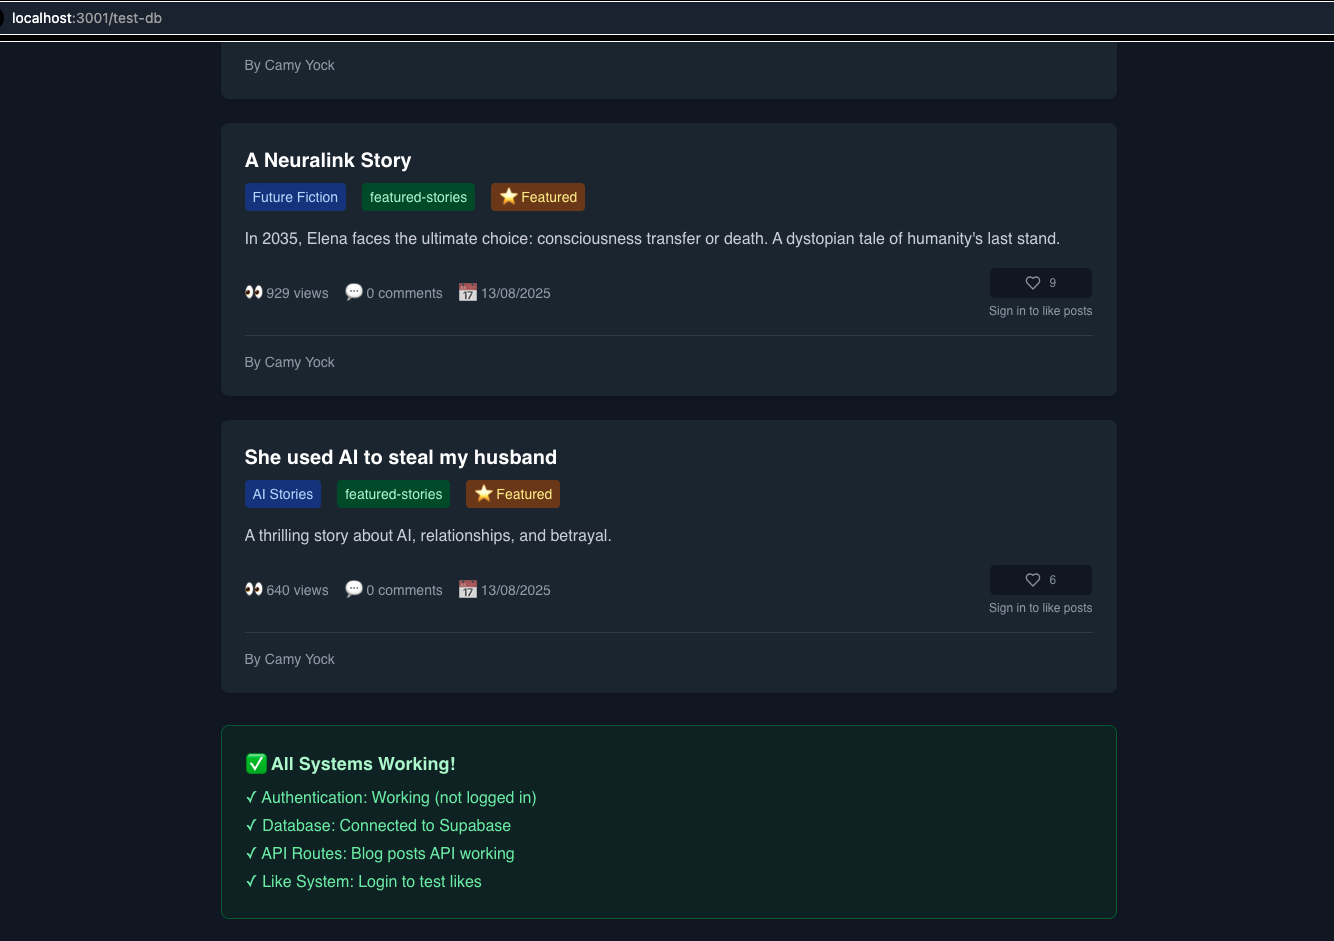 localhost:3001/test-db
By Camy Yock
A Neuralink Story
Future Fiction featured-stories ⭐ Featured
In 2035, Elena faces the ultimate choice: consciousness transfer or death. A dystopian tale of humanity's last stand.
👀 929 views 💬 0 comments 📅 13/08/2025
9
Sign in to like posts
By Camy Yock
She used AI to steal my husband
AI Stories featured-stories ⭐ Featured
A thrilling story about AI, relationships, and betrayal.
👀 640 views 💬 0 comments 📅 13/08/2025
6
Sign in to like posts
By Camy Yock
✅ All Systems Working!
✓ Authentication: Working (not logged in)
✓ Database: Connected to Supabase
✓ API Routes: Blog posts API working
✓ Like System: Login to test likes